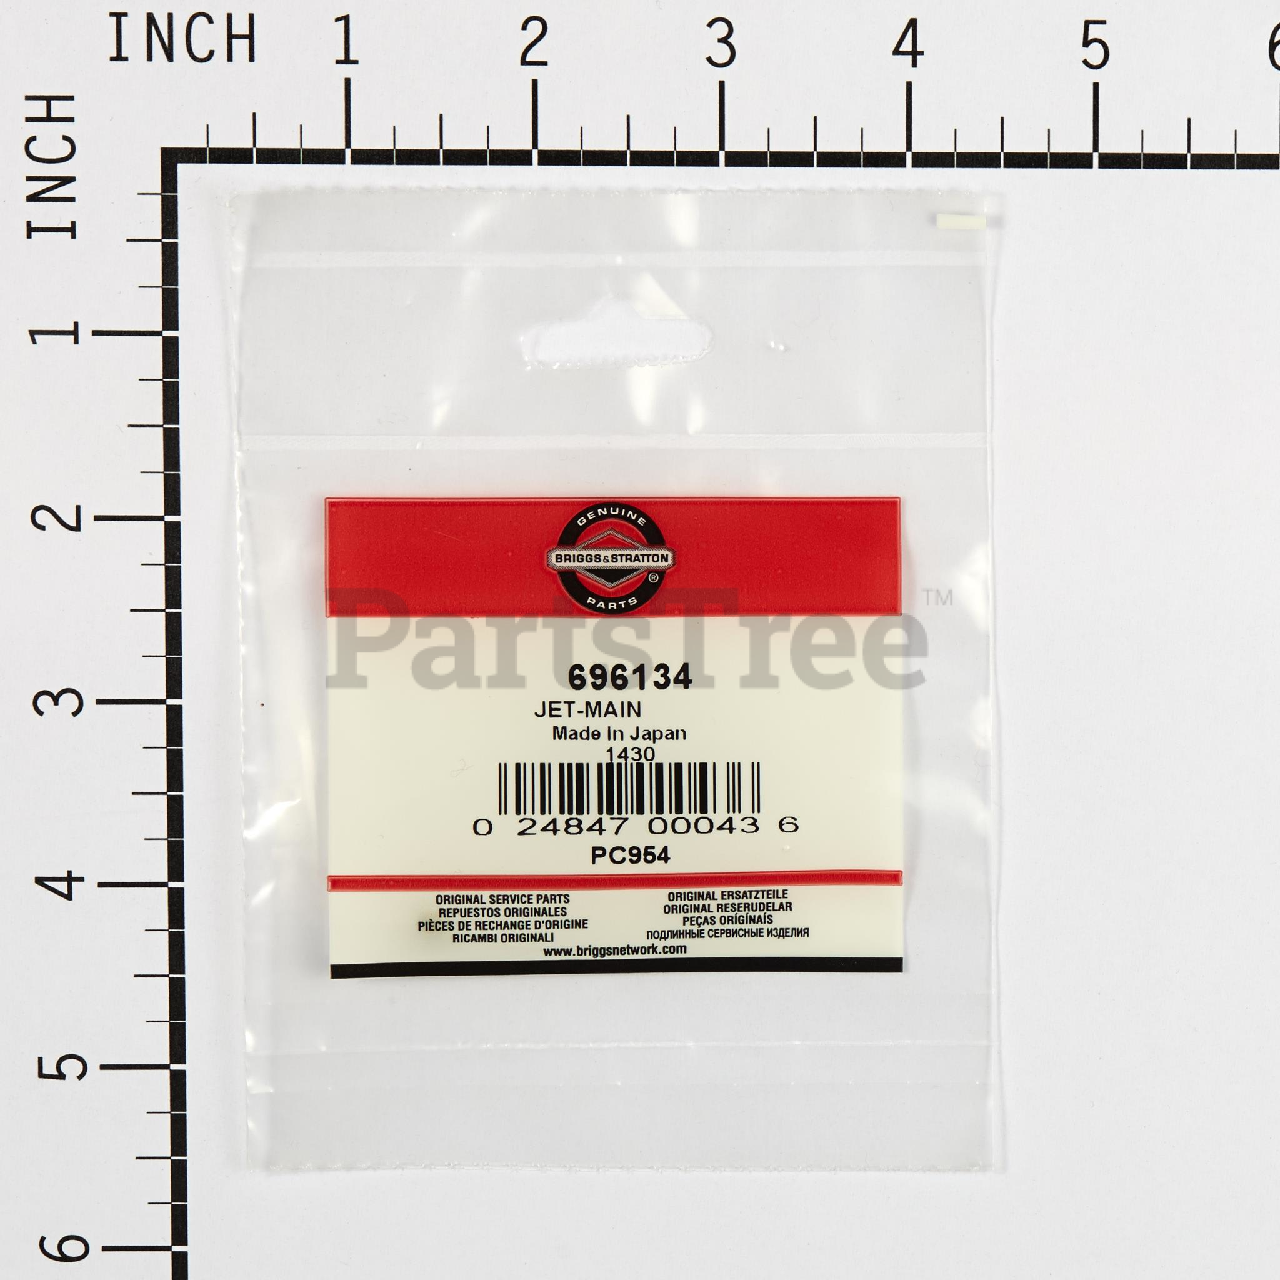 INCH 1 2 3 4 5 6
INCH
1
2
3
4
5
6
GENUINE
BRIGGS&STRATTON
®
PARTS
PartsTree™
696134
JET-MAIN
Made In Japan
1430
0 24847 00043 6
PC954
ORIGINAL SERVICE PARTS
REPUESTOS ORIGINALES
PIÈCES DE RECHANGE D'ORIGINE
RICAMBI ORIGINALI
ORIGINAL ERSATZTEILE
ORIGINAL RESERUDELAR
PEÇAS ORIGÍNAIS
ПОДЛИННЫЕ СЕРВИСНЫЕ ИЗДЕЛИЯ
www.briggsnetwork.com